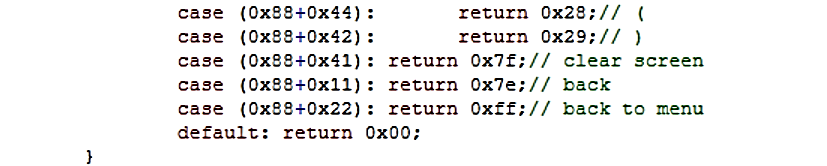 case (0x88+0x44): return 0x28;// (
case (0x88+0x42): return 0x29;// )
case (0x88+0x41): return 0x7f;// clear screen
case (0x88+0x11): return 0x7e;// back
case (0x88+0x22): return 0xff;// back to menu
default: return 0x00;
}